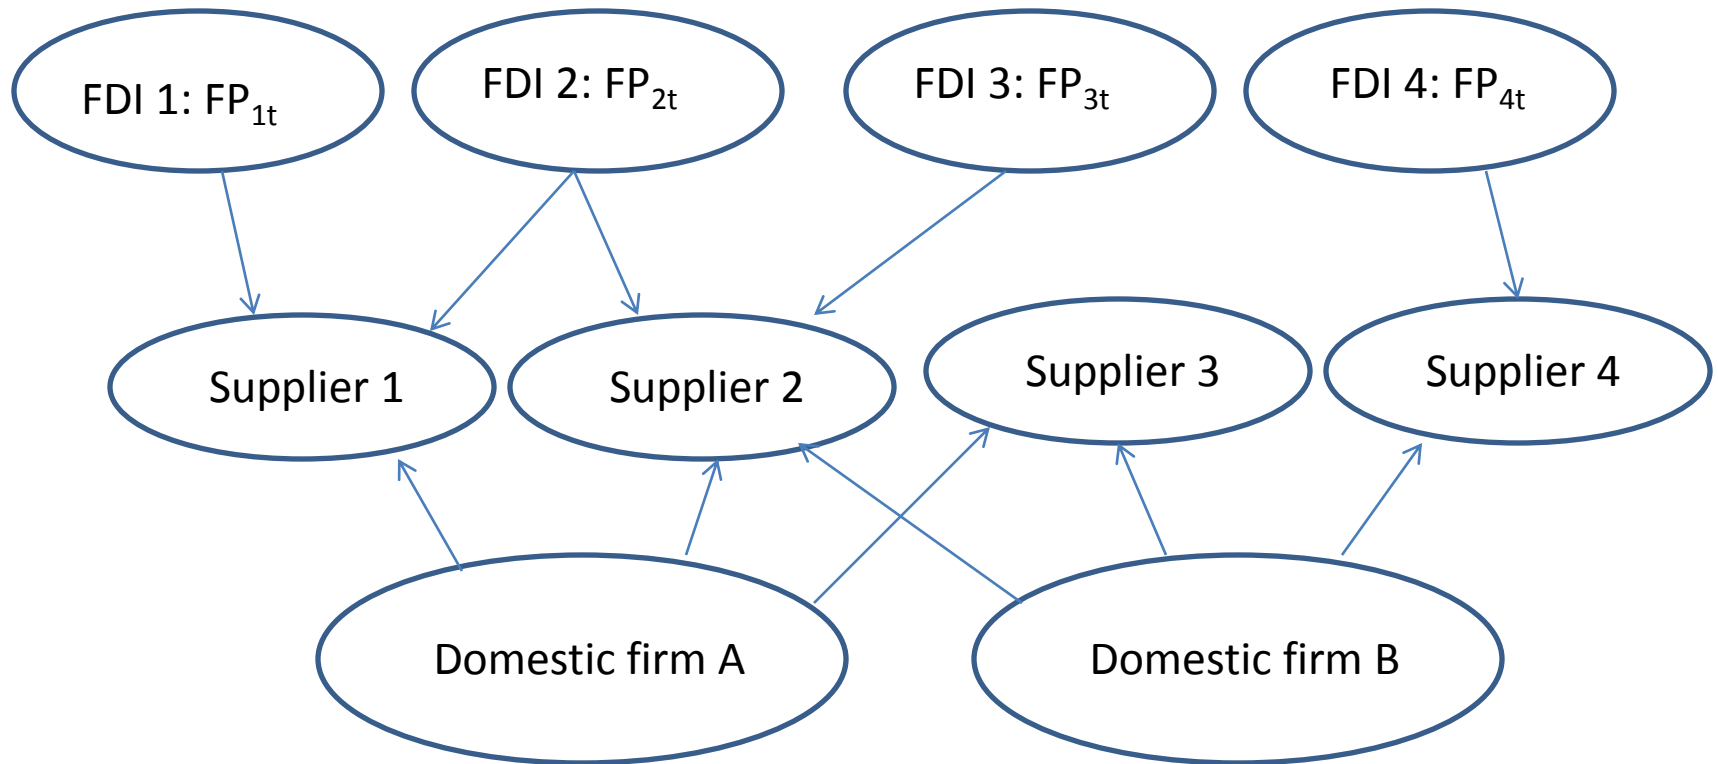 FDI 1: FP₁ₜ
FDI 2: FP₂ₜ
FDI 3: FP₃ₜ
FDI 4: FP₄ₜ
Supplier 1
Supplier 2
Supplier 3
Supplier 4
Domestic firm A
Domestic firm B